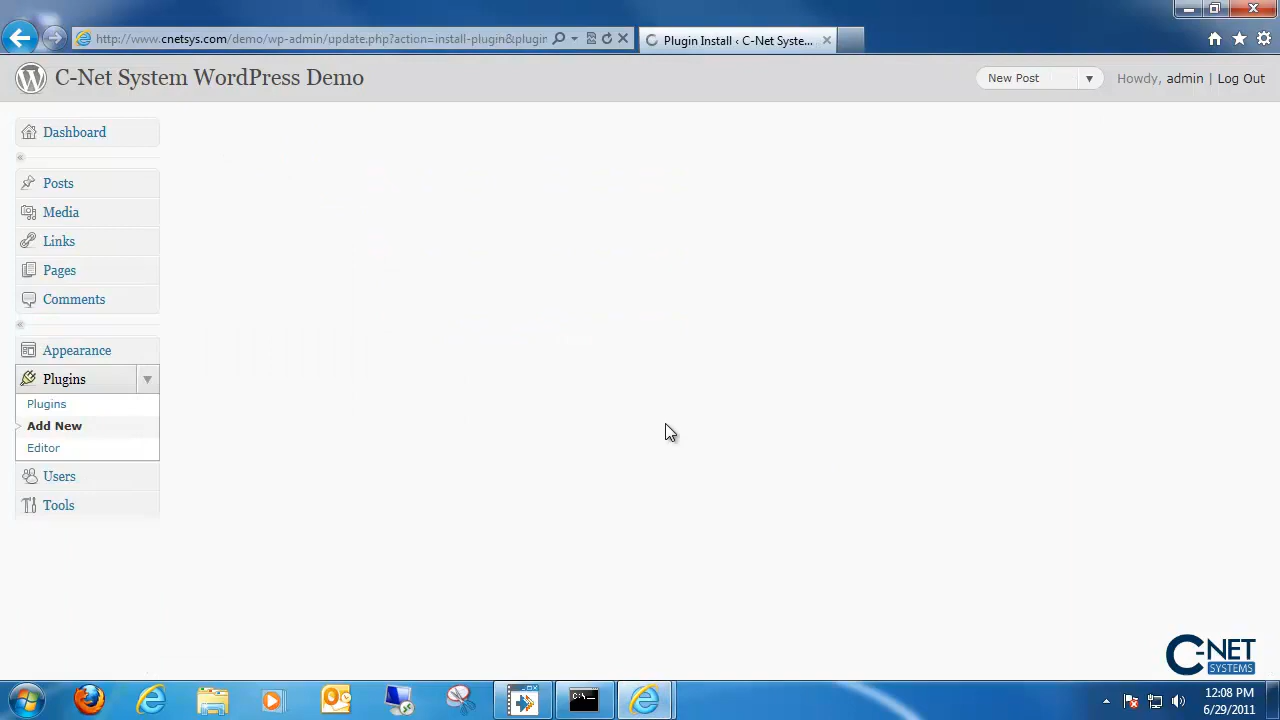 http://www.cnetsys.com/demo/wp-admin/update.php?action=install-plugin&plugin
Plugin Install ‹ C-Net Syste...
C-Net System WordPress Demo
New Post
Howdy, admin | Log Out
Dashboard
Posts
Media
Links
Pages
Comments
Appearance
Plugins
Plugins
Add New
Editor
Users
Tools
C-NET
SYSTEMS
12:08 PM
6/29/2011